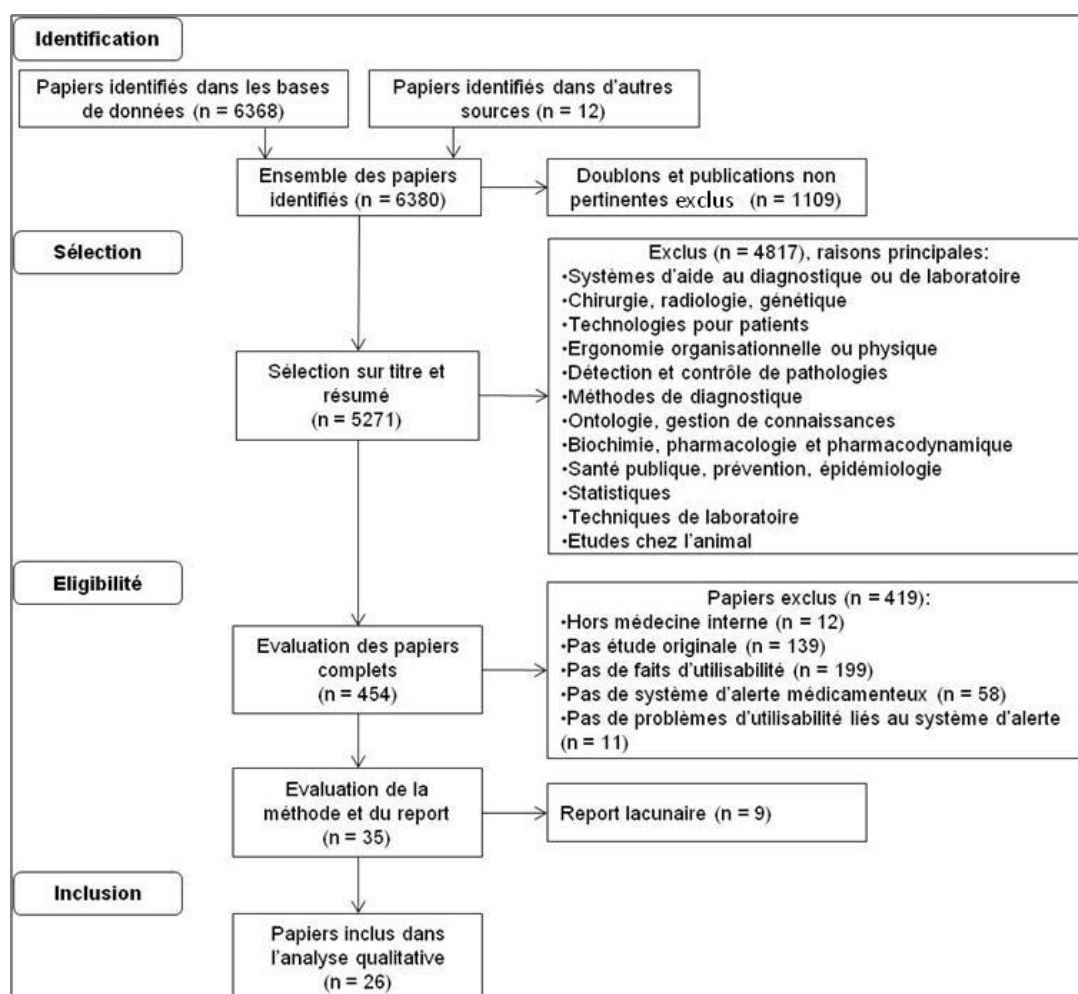 Identification
Papiers identifiés dans les bases
de données (n = 6368)
Papiers identifiés dans d'autres
sources (n = 12)
Ensemble des papiers
identifiés (n = 6380)
Doublons et publications non
pertinentes exclus (n = 1109)
Sélection
Exclus (n = 4817), raisons principales:
•Systèmes d'aide au diagnostique ou de laboratoire
•Chirurgie, radiologie, génétique
•Technologies pour patients
•Ergonomie organisationnelle ou physique
•Détection et contrôle de pathologies
•Méthodes de diagnostique
•Ontologie, gestion de connaissances
•Biochimie, pharmacologie et pharmacodynamique
•Santé publique, prévention, épidémiologie
•Statistiques
•Techniques de laboratoire
•Etudes chez l'animal
Sélection sur titre et
résumé
(n = 5271)
Eligibilité
Papiers exclus (n = 419):
•Hors médecine interne (n = 12)
•Pas étude originale (n = 139)
•Pas de faits d'utilisabilité (n = 199)
•Pas de système d'alerte médicamenteux (n = 58)
•Pas de problèmes d'utilisabilité liés au système d'alerte
(n = 11)
Evaluation des papiers
complets
(n = 454)
Evaluation de la
méthode et du report
(n = 35)
Report lacunaire (n = 9)
Inclusion
Papiers inclus dans
l'analyse qualitative
(n = 26)